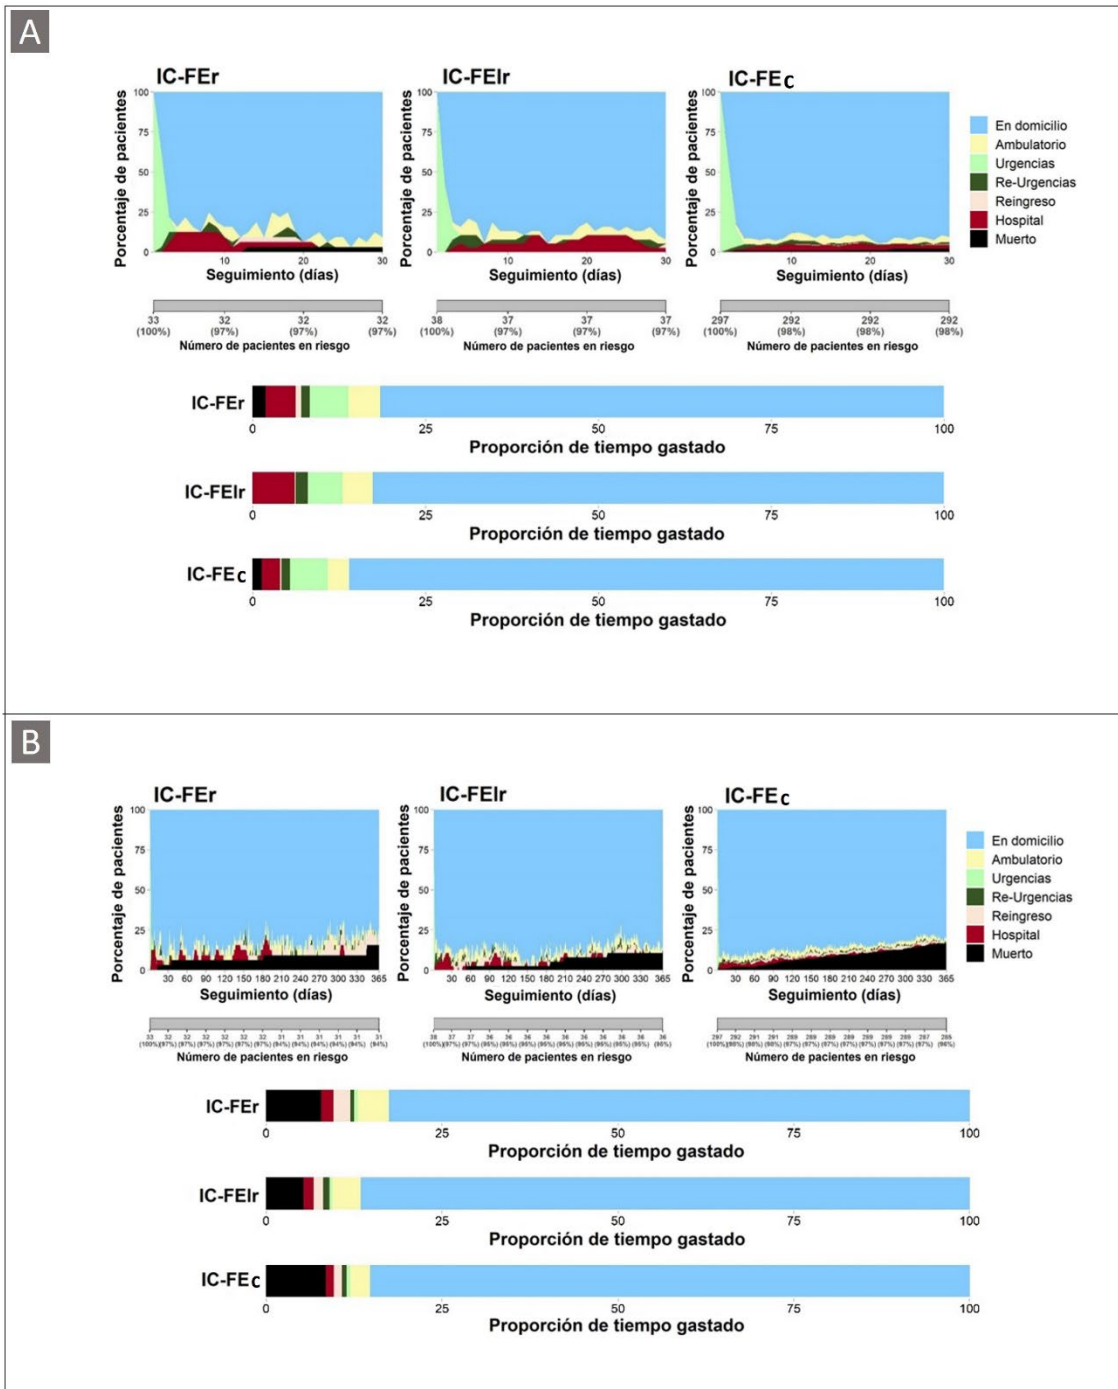 A
IC-FEr
IC-FEIr
IC-FEc
Porcentaje de pacientes
100
75
50
25
0
10
20
30
Seguimiento (días)
Porcentaje de pacientes
100
75
50
25
0
10
20
30
Seguimiento (días)
Porcentaje de pacientes
100
75
50
25
0
10
20
30
Seguimiento (días)
En domicilio
Ambulatorio
Urgencias
Re-Urgencias
Reingreso
Hospital
Muerto
33 32 32 32
(100%) (97%) (97%) (97%)
Número de pacientes en riesgo
38 37 37 37
(100%) (97%) (97%) (97%)
Número de pacientes en riesgo
297 292 292 292
(100%) (98%) (98%) (98%)
Número de pacientes en riesgo
IC-FEr
0 25 50 75 100
Proporción de tiempo gastado
IC-FEIr
0 25 50 75 100
Proporción de tiempo gastado
IC-FEc
0 25 50 75 100
Proporción de tiempo gastado
B
IC-FEr
IC-FEIr
IC-FEc
Porcentaje de pacientes
100
75
50
25
0
30 60 90 120 150 180 210 240 270 300 330 365
Seguimiento (días)
Porcentaje de pacientes
100
75
50
25
0
30 60 90 120 150 180 210 240 270 300 330 365
Seguimiento (días)
Porcentaje de pacientes
100
75
50
25
0
30 60 90 120 150 180 210 240 270 300 330 365
Seguimiento (días)
En domicilio
Ambulatorio
Urgencias
Re-Urgencias
Reingreso
Hospital
Muerto
Número de pacientes en riesgo
Número de pacientes en riesgo
Número de pacientes en riesgo
IC-FEr
0 25 50 75 100
Proporción de tiempo gastado
IC-FEIr
0 25 50 75 100
Proporción de tiempo gastado
IC-FEc
0 25 50 75 100
Proporción de tiempo gastado